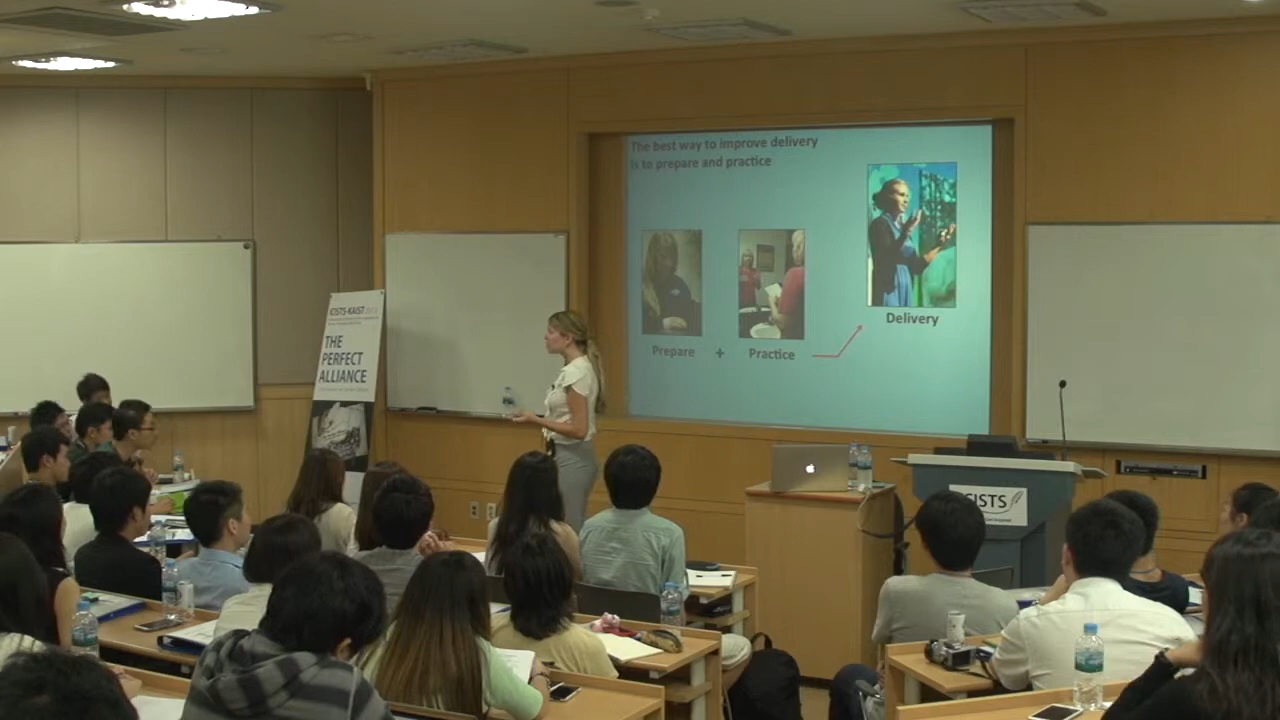 The best way to improve delivery
is to prepare and practice
Prepare + Practice
Delivery
ICISTS-KAIST
THE
PERFECT
ALLIANCE
CISTS